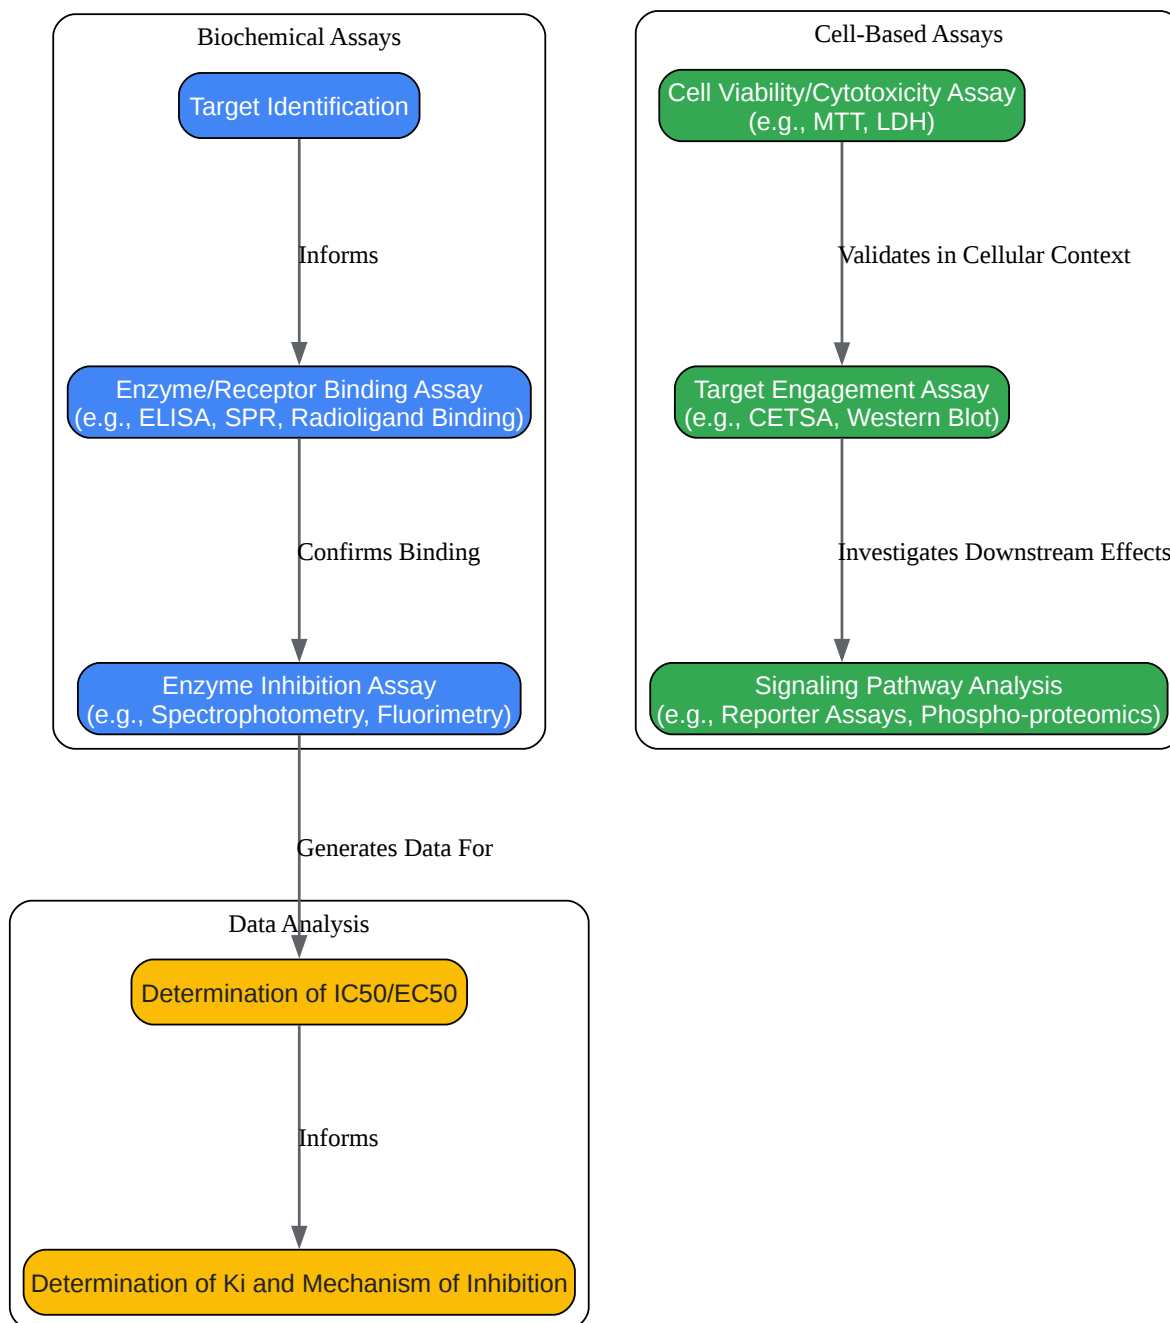 Biochemical Assays
Target Identification
Informs
Enzyme/Receptor Binding Assay
(e.g., ELISA, SPR, Radioligand Binding)
Confirms Binding
Enzyme Inhibition Assay
(e.g., Spectrophotometry, Fluorimetry)
Generates Data For
Data Analysis
Determination of IC50/EC50
Informs
Determination of Ki and Mechanism of Inhibition
Cell-Based Assays
Cell Viability/Cytotoxicity Assay
(e.g., MTT, LDH)
Validates in Cellular Context
Target Engagement Assay
(e.g., CETSA, Western Blot)
Investigates Downstream Effects
Signaling Pathway Analysis
(e.g., Reporter Assays, Phospho-proteomics)